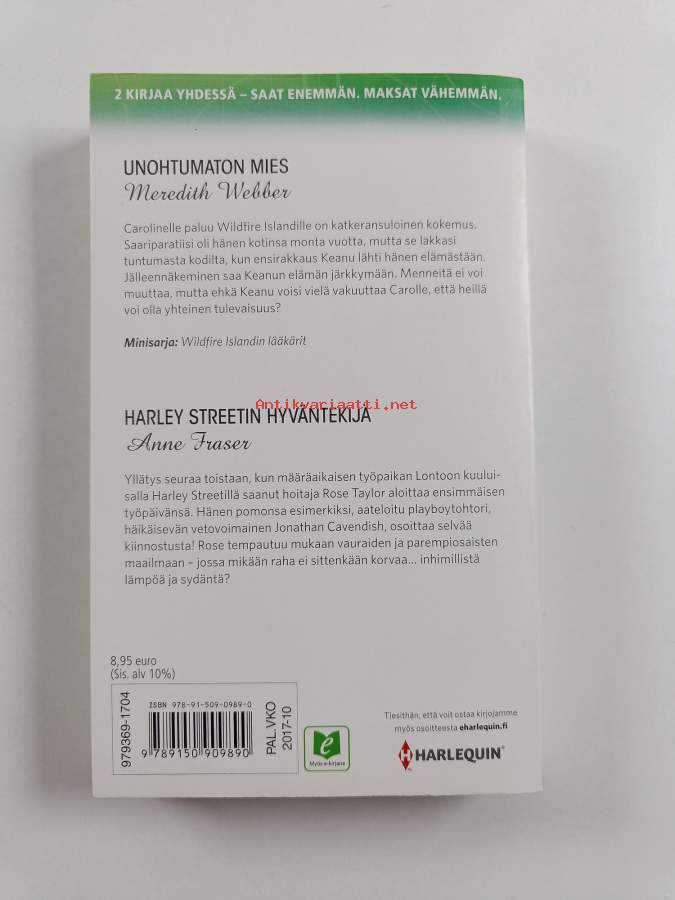 2 KIRJAA YHDESSÄ – SAAT ENEMMÄN. MAKSAT VÄHEMMÄN.
UNOHTUMATON MIES
Meredith Webber
Carolinelle paluu Wildfire Islandille on katkeransuloinen kokemus.
Saariparatiisi oli hänen kotinsa monta vuotta, mutta se lakkasi
tuntumasta kodilta, kun ensirakkaus Keanu lähti hänen elämästään.
Jälleennäkeminen saa Keanun elämän järkkymään. Menneitä ei voi
muuttaa, mutta ehkä Keanu voisi vielä vakuuttaa Carolle, että heillä
voi olla yhteinen tulevaisuus?
Minisarja: Wildfire Islandin lääkärit
Antikvariaatti.net
HARLEY STREETIN HYVÄNTEKIJÄ
Anne Fraser
Yllätys seuraa toistaan, kun määräaikaisen työpaikan Lontoon kuului-
salla Harley Streetillä saanut hoitaja Rose Taylor aloittaa ensimmäisen
työpäivänsä. Hänen pomonsa esimerkiksi, aateloitu playboytohtori,
häikäisevän vetovoimainen Jonathan Cavendish, osoittaa selvää
kiinnostusta! Rose tempautuu mukaan vauraiden ja parempiosaisten
maailmaan – jossa mikään raha ei sittenkään korvaa... inhimillistä
lämpöä ja sydäntä?
8,95 euro
(Sis. alv 10%)
979369-1704
ISBN 978-91-509-0989-0
9 789150 909890
PAL.VKO
2017-10
e
Myös e-kirjana
Tiesithän, että voit ostaa kirjojamme
myös osoitteesta eharlequin.fi
HARLEQUIN®